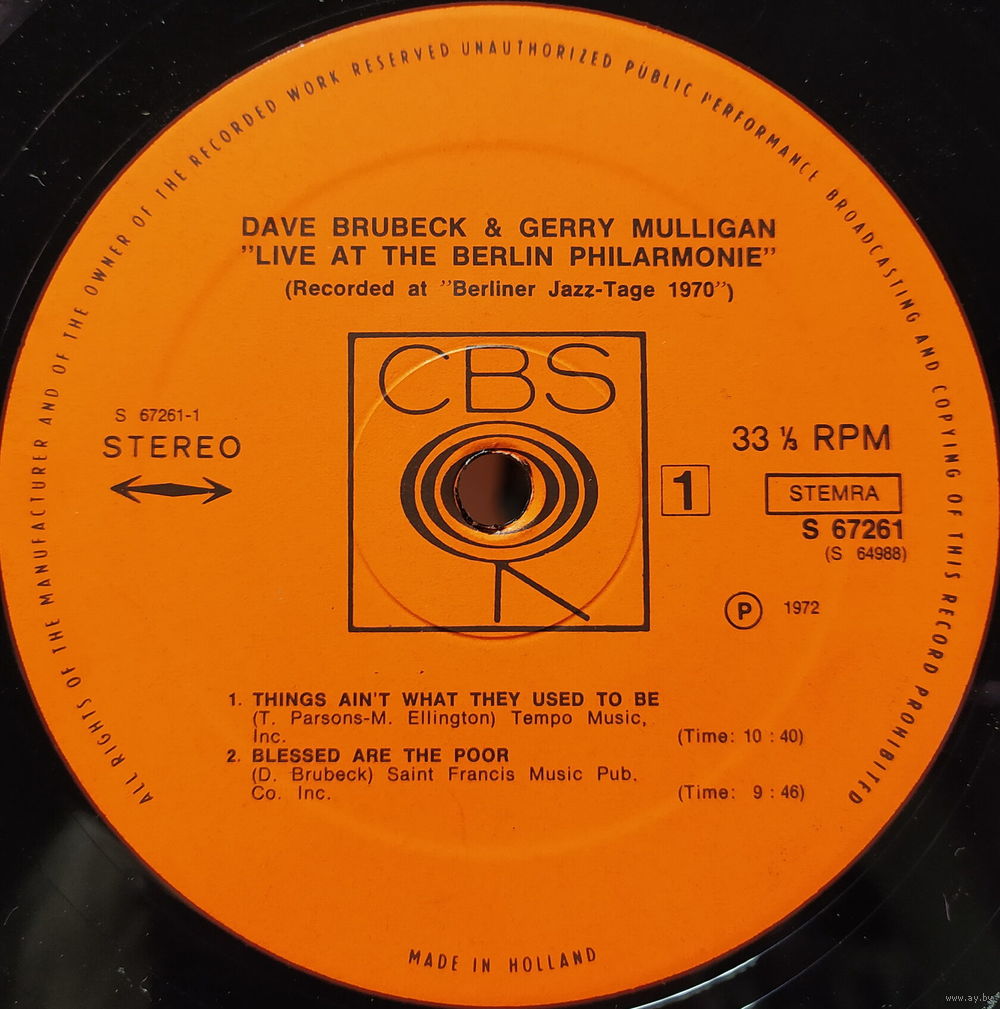 ALL RIGHTS OF THE MANUFACTURER AND OF THE OWNER OF THE RECORDED WORK RESERVED UNAUTHORIZED PUBLIC PERFORMANCE BROADCASTING AND COPYING OF THIS RECORD PROHIBITED
DAVE BRUBECK & GERRY MULLIGAN
"LIVE AT THE BERLIN PHILARMONIE"
(Recorded at "Berliner Jazz-Tage 1970")
CBS
S 67261-1
STEREO
1
33 ⅓ RPM
STEMRA
S 67261
(S 64988)
Ⓟ 1972
1. THINGS AIN'T WHAT THEY USED TO BE
(T. Parsons-M. Ellington) Tempo Music,
Inc. (Time: 10 : 40)
2. BLESSED ARE THE POOR
(D. Brubeck) Saint Francis Music Pub.
Co. Inc. (Time: 9 : 46)
MADE IN HOLLAND
www.ay.by